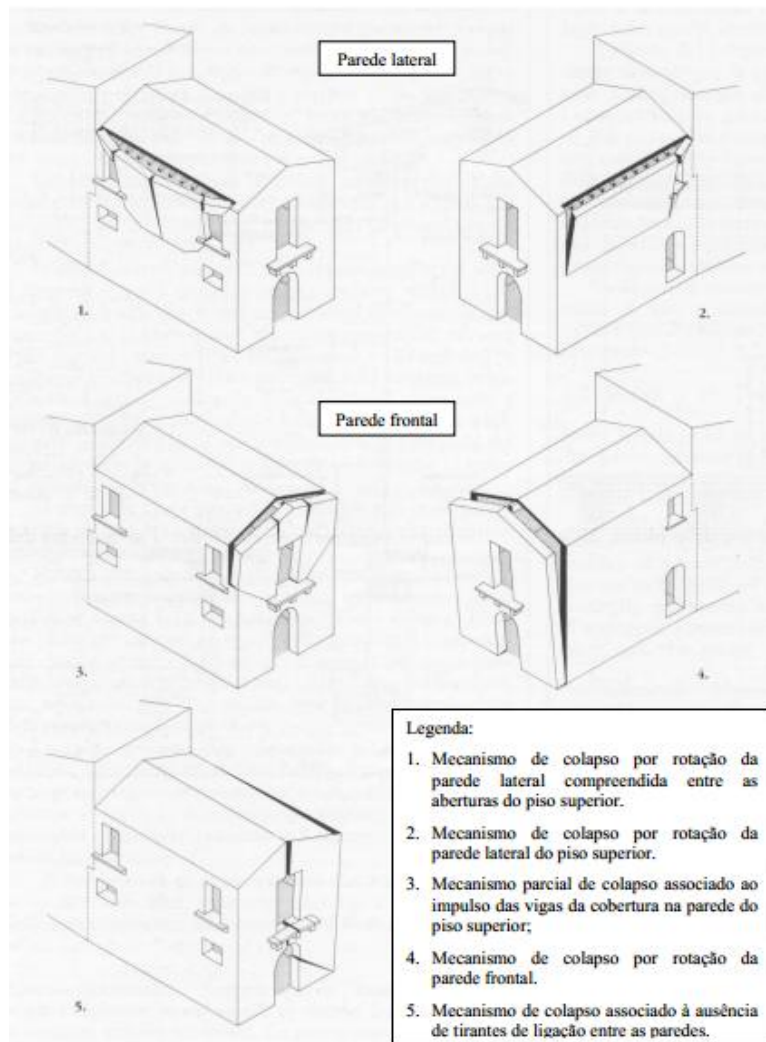 Parede lateral
1.
2.
Parede frontal
3.
4.
5.
Legenda:
1. Mecanismo de colapso por rotação da
parede lateral compreendida entre as
aberturas do piso superior.
2. Mecanismo de colapso por rotação da
parede lateral do piso superior.
3. Mecanismo parcial de colapso associado ao
impulso das vigas da cobertura na parede do
piso superior;
4. Mecanismo de colapso por rotação da
parede frontal.
5. Mecanismo de colapso associado à ausência
de tirantes de ligação entre as paredes.